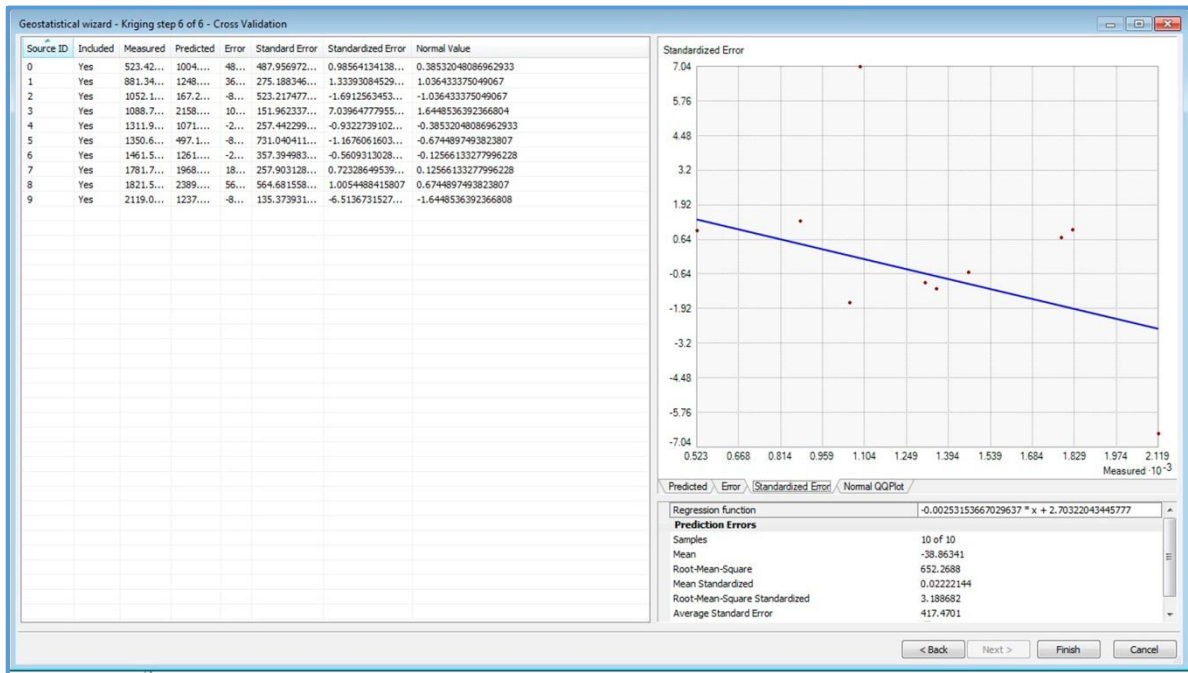 Geostatistical wizard - Kriging step 6 of 6 - Cross Validation
Source ID Included Measured Predicted Error Standard Error Standardized Error Normal Value
0 Yes 523.42... 1004.... 48... 487.956972... 0.98564134138... 0.38532048086962933
1 Yes 881.34... 1248.... 36... 275.188346... 1.33393084529... 1.036433375049067
2 Yes 1052.1... 167.2... -8... 523.217477... -1.6912563453... -1.036433375049067
3 Yes 1088.7... 2158.... 10... 151.962337... 7.03964777955... 1.6448536392366804
4 Yes 1311.9... 1071.... -2... 257.442299... -0.9322739102... -0.38532048086962933
5 Yes 1350.6... 497.1... -8... 731.040411... -1.1676061603... -0.6744897493823807
6 Yes 1461.5... 1261.... -2... 357.394983... -0.5609313028... -0.12566133277996228
7 Yes 1781.7... 1968.... 18... 257.903128... 0.72328649539... 0.12566133277996228
8 Yes 1821.5... 2389.... 56... 564.681558... 1.0054488415807 0.6744897493823807
9 Yes 2119.0... 1237.... -8... 135.373931... -6.5136731527... -1.6448536392366808
Standardized Error
7.04
5.76
4.48
3.2
1.92
0.64
-0.64
-1.92
-3.2
-4.48
-5.76
-7.04
0.523 0.668 0.814 0.959 1.104 1.249 1.394 1.539 1.684 1.829 1.974 2.119
Measured ·10⁻³
Predicted Error Standardized Error Normal QQPlot
Regression function -0.00253153667029637 * x + 2.70322043445777
Prediction Errors
Samples 10 of 10
Mean -38.86341
Root-Mean-Square 652.2688
Mean Standardized 0.02222144
Root-Mean-Square Standardized 3.188682
Average Standard Error 417.4701
< Back Next > Finish Cancel